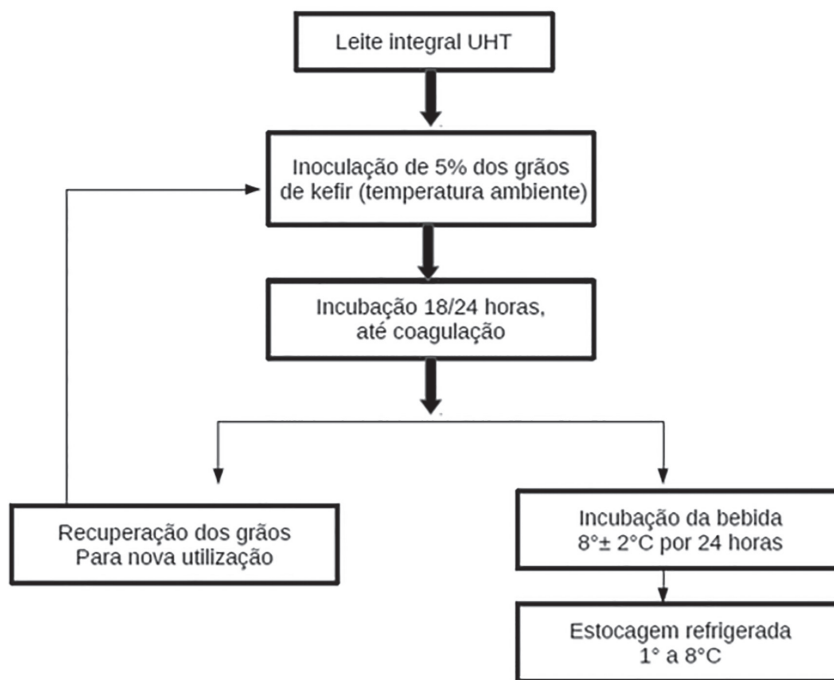 Leite integral UHT
Inoculação de 5% dos grãos
de kefir (temperatura ambiente)
Incubação 18/24 horas,
até coagulação
Recuperação dos grãos
Para nova utilização
Incubação da bebida
8°± 2°C por 24 horas
Estocagem refrigerada
1° a 8°C